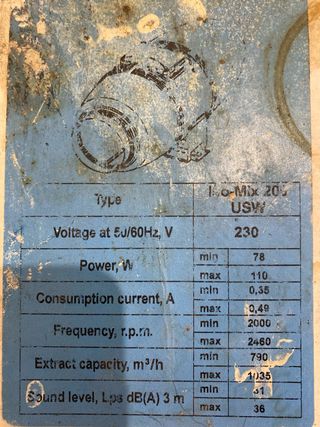 Type Iso-Mix 200
USW
Voltage at 50/60Hz, V 230
Power, W min 78
max 110
Consumption current, A min 0,35
max 0,49
Frequency, r.p.m. min 2000
max 2460
Extract capacity, m³/h min 790
max 1035
Sound level, Lps dB(A) 3 m min 31
max 36